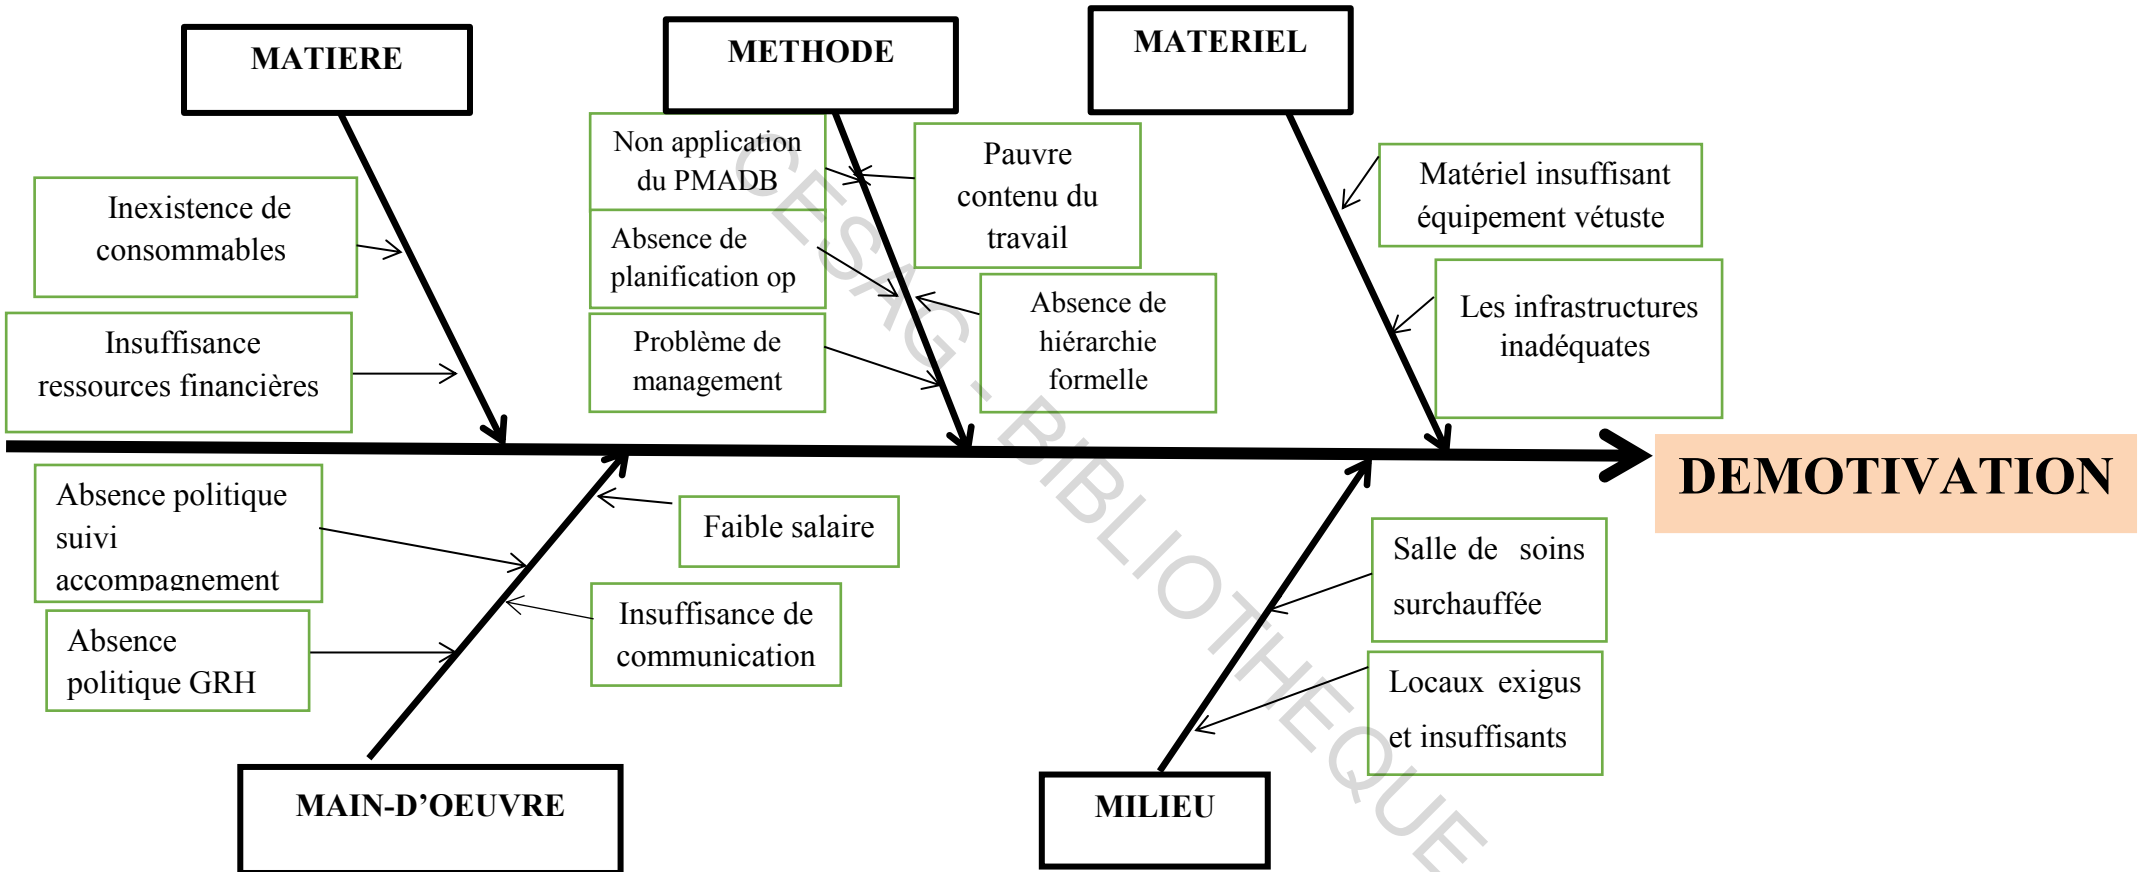 MATIERE
METHODE
MATERIEL
Inexistence de
consommables
Insuffisance
ressources financières
Non application
du PMADB
Absence de
planification op
Problème de
management
Pauvre
contenu du
travail
Absence de
hiérarchie
formelle
Matériel insuffisant
équipement vétuste
Les infrastructures
inadéquates
DEMOTIVATION
Absence politique
suivi
accompagnement
Absence
politique GRH
Faible salaire
Insuffisance de
communication
Salle de soins
surchauffée
Locaux exigus
et insuffisants
MAIN-D’OEUVRE
MILIEU
CESAG - BIBLIOTHEQUE